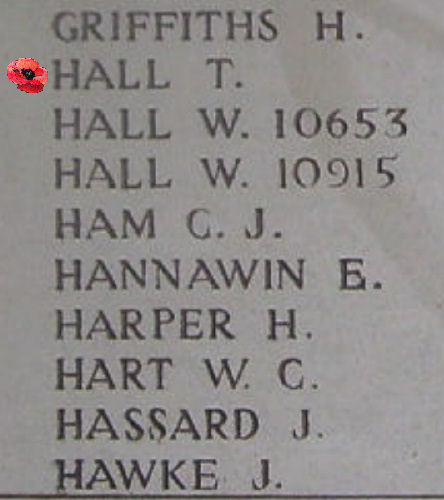 GRIFFITHS H.
HALL T.
HALL W. 10653
HALL W. 10915
HAM C. J.
HANNAWIN E.
HARPER H.
HART W. C.
HASSARD J.
HAWKE J.